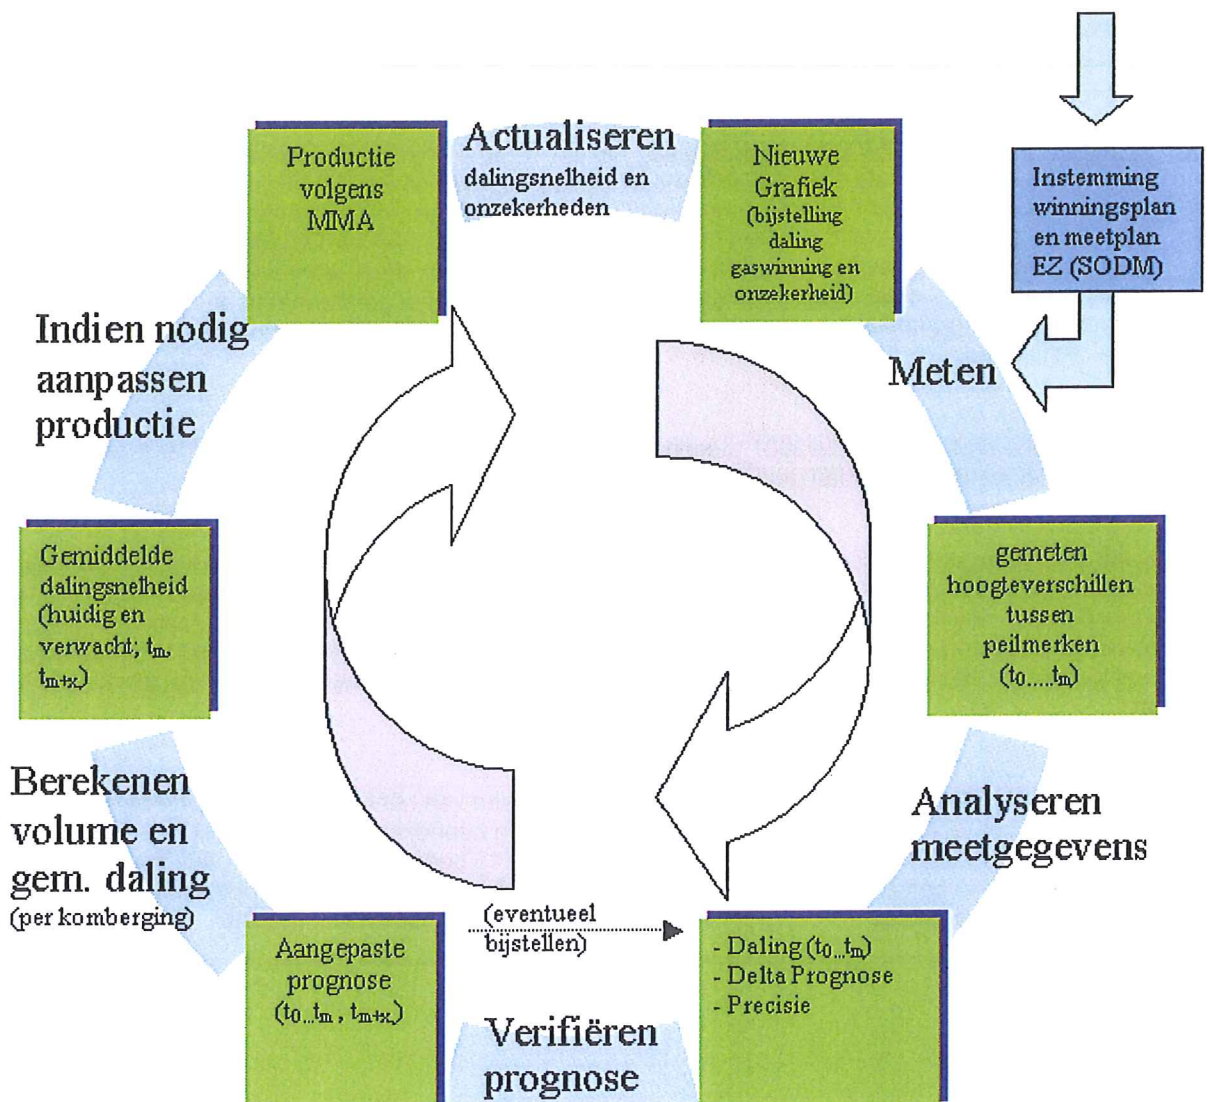 Actualiseren
dalingsnelheid en
onzekerheden
Nieuwe
Grafiek
(bijstelling
daling
gaswinning en
onzekerheid)
Instemming
winningsplan
en meetplan
EZ (SODM)
Meten
gemeten
hoogteverschillen
tussen
peilmerken
(t0.....tm)
Analyseren
meetgegevens
- Daling (t0...tm)
- Delta Prognose
- Precisie
(eventueel
bijstellen)
Verifiëren
prognose
Aangepaste
prognose
(t0...tm , tm+x)
Berekenen
volume en
gem. daling
(per komberging)
Gemiddelde
dalingsnelheid
(huidig en
verwacht; tm,
tm+x)
Indien nodig
aanpassen
productie
Productie
volgens
MMA